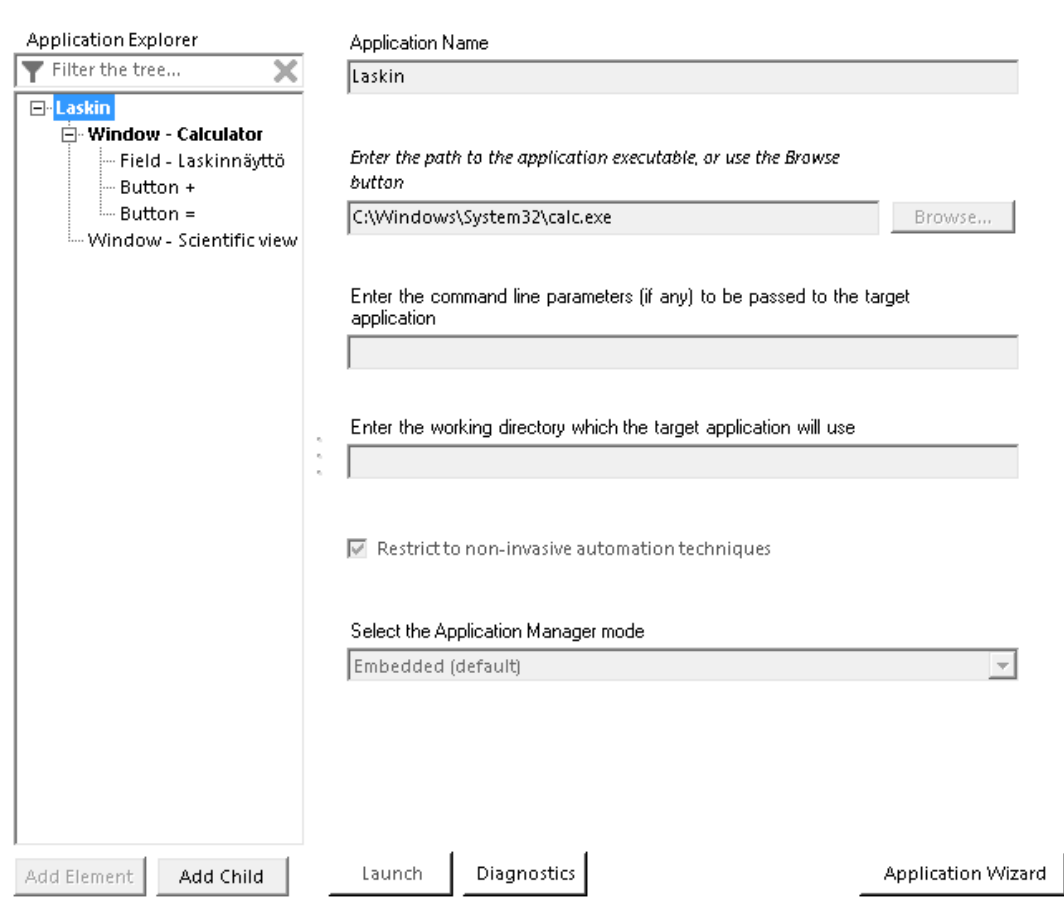 Application Explorer
Filter the tree...
Laskin
Window - Calculator
Field - Laskinnäyttö
Button +
Button =
Window - Scientific view
Add Element
Add Child
Application Name
Laskin
Enter the path to the application executable, or use the Browse
button
C:\Windows\System32\calc.exe
Browse...
Enter the command line parameters (if any) to be passed to the target
application
Enter the working directory which the target application will use
Restrict to non-invasive automation techniques
Select the Application Manager mode
Embedded (default)
Launch
Diagnostics
Application Wizard